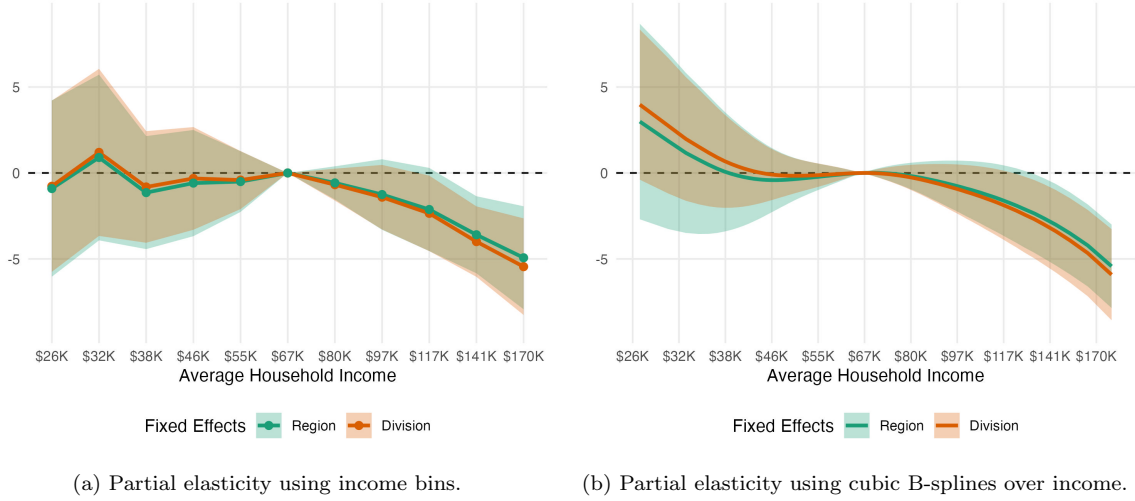 5
0
-5
$26K $32K $38K $46K $55K $67K $80K $97K $117K $141K $170K
Average Household Income
Fixed Effects Region Division
(a) Partial elasticity using income bins.
5
0
-5
$26K $32K $38K $46K $55K $67K $80K $97K $117K $141K $170K
Average Household Income
Fixed Effects Region Division
(b) Partial elasticity using cubic B-splines over income.